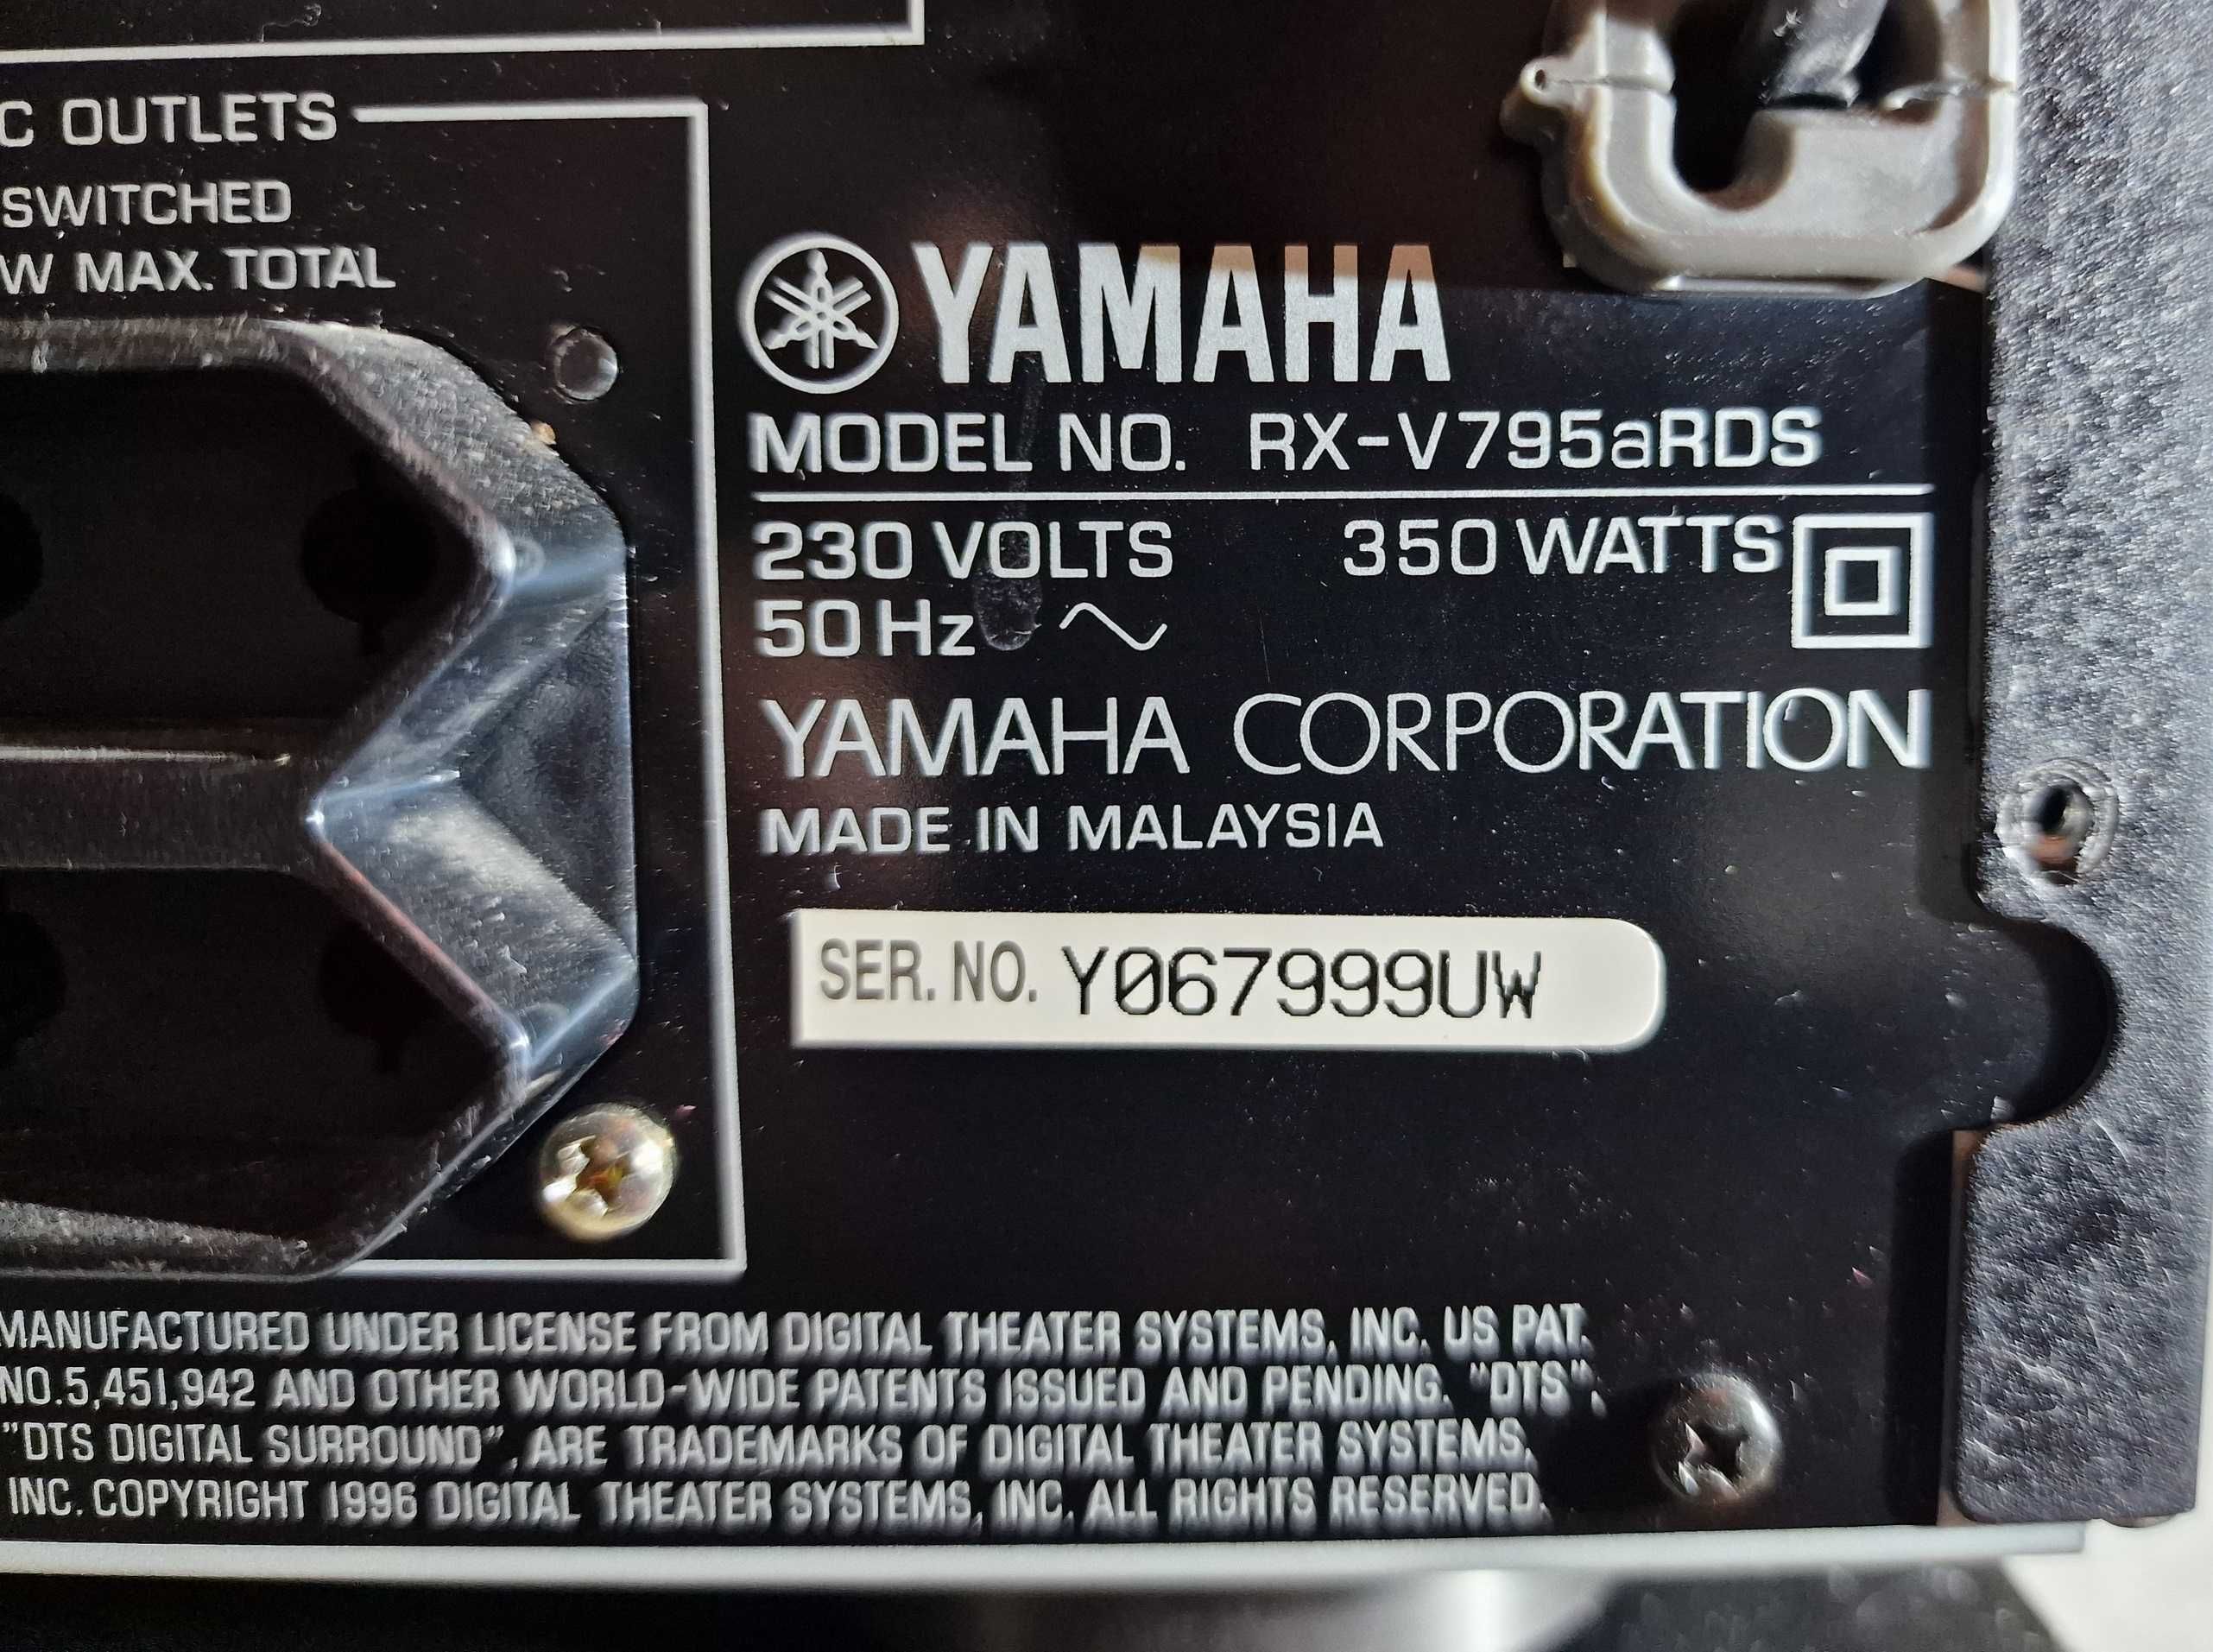 C OUTLETS
SWITCHED
W MAX. TOTAL
YAMAHA
MODEL NO. RX-V795aRDS
230 VOLTS 350 WATTS
50 Hz ~
YAMAHA CORPORATION
MADE IN MALAYSIA
SER. NO. Y067999UW
MANUFACTURED UNDER LICENSE FROM DIGITAL THEATER SYSTEMS, INC. US PAT.
NO.5,451,942 AND OTHER WORLD-WIDE PATENTS ISSUED AND PENDING. "DTS",
"DTS DIGITAL SURROUND", ARE TRADEMARKS OF DIGITAL THEATER SYSTEMS,
INC. COPYRIGHT 1996 DIGITAL THEATER SYSTEMS, INC. ALL RIGHTS RESERVED.